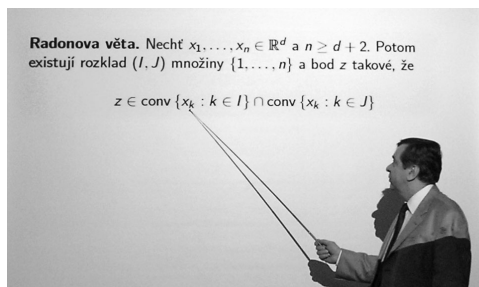 Radonova věta. Nechť x₁, . . . , xₙ ∈ ℝᵈ a n ≥ d + 2. Potom
existují rozklad (I, J) množiny {1, . . . , n} a bod z takové, že
z ∈ conv {xₖ : k ∈ I} ∩ conv {xₖ : k ∈ J}